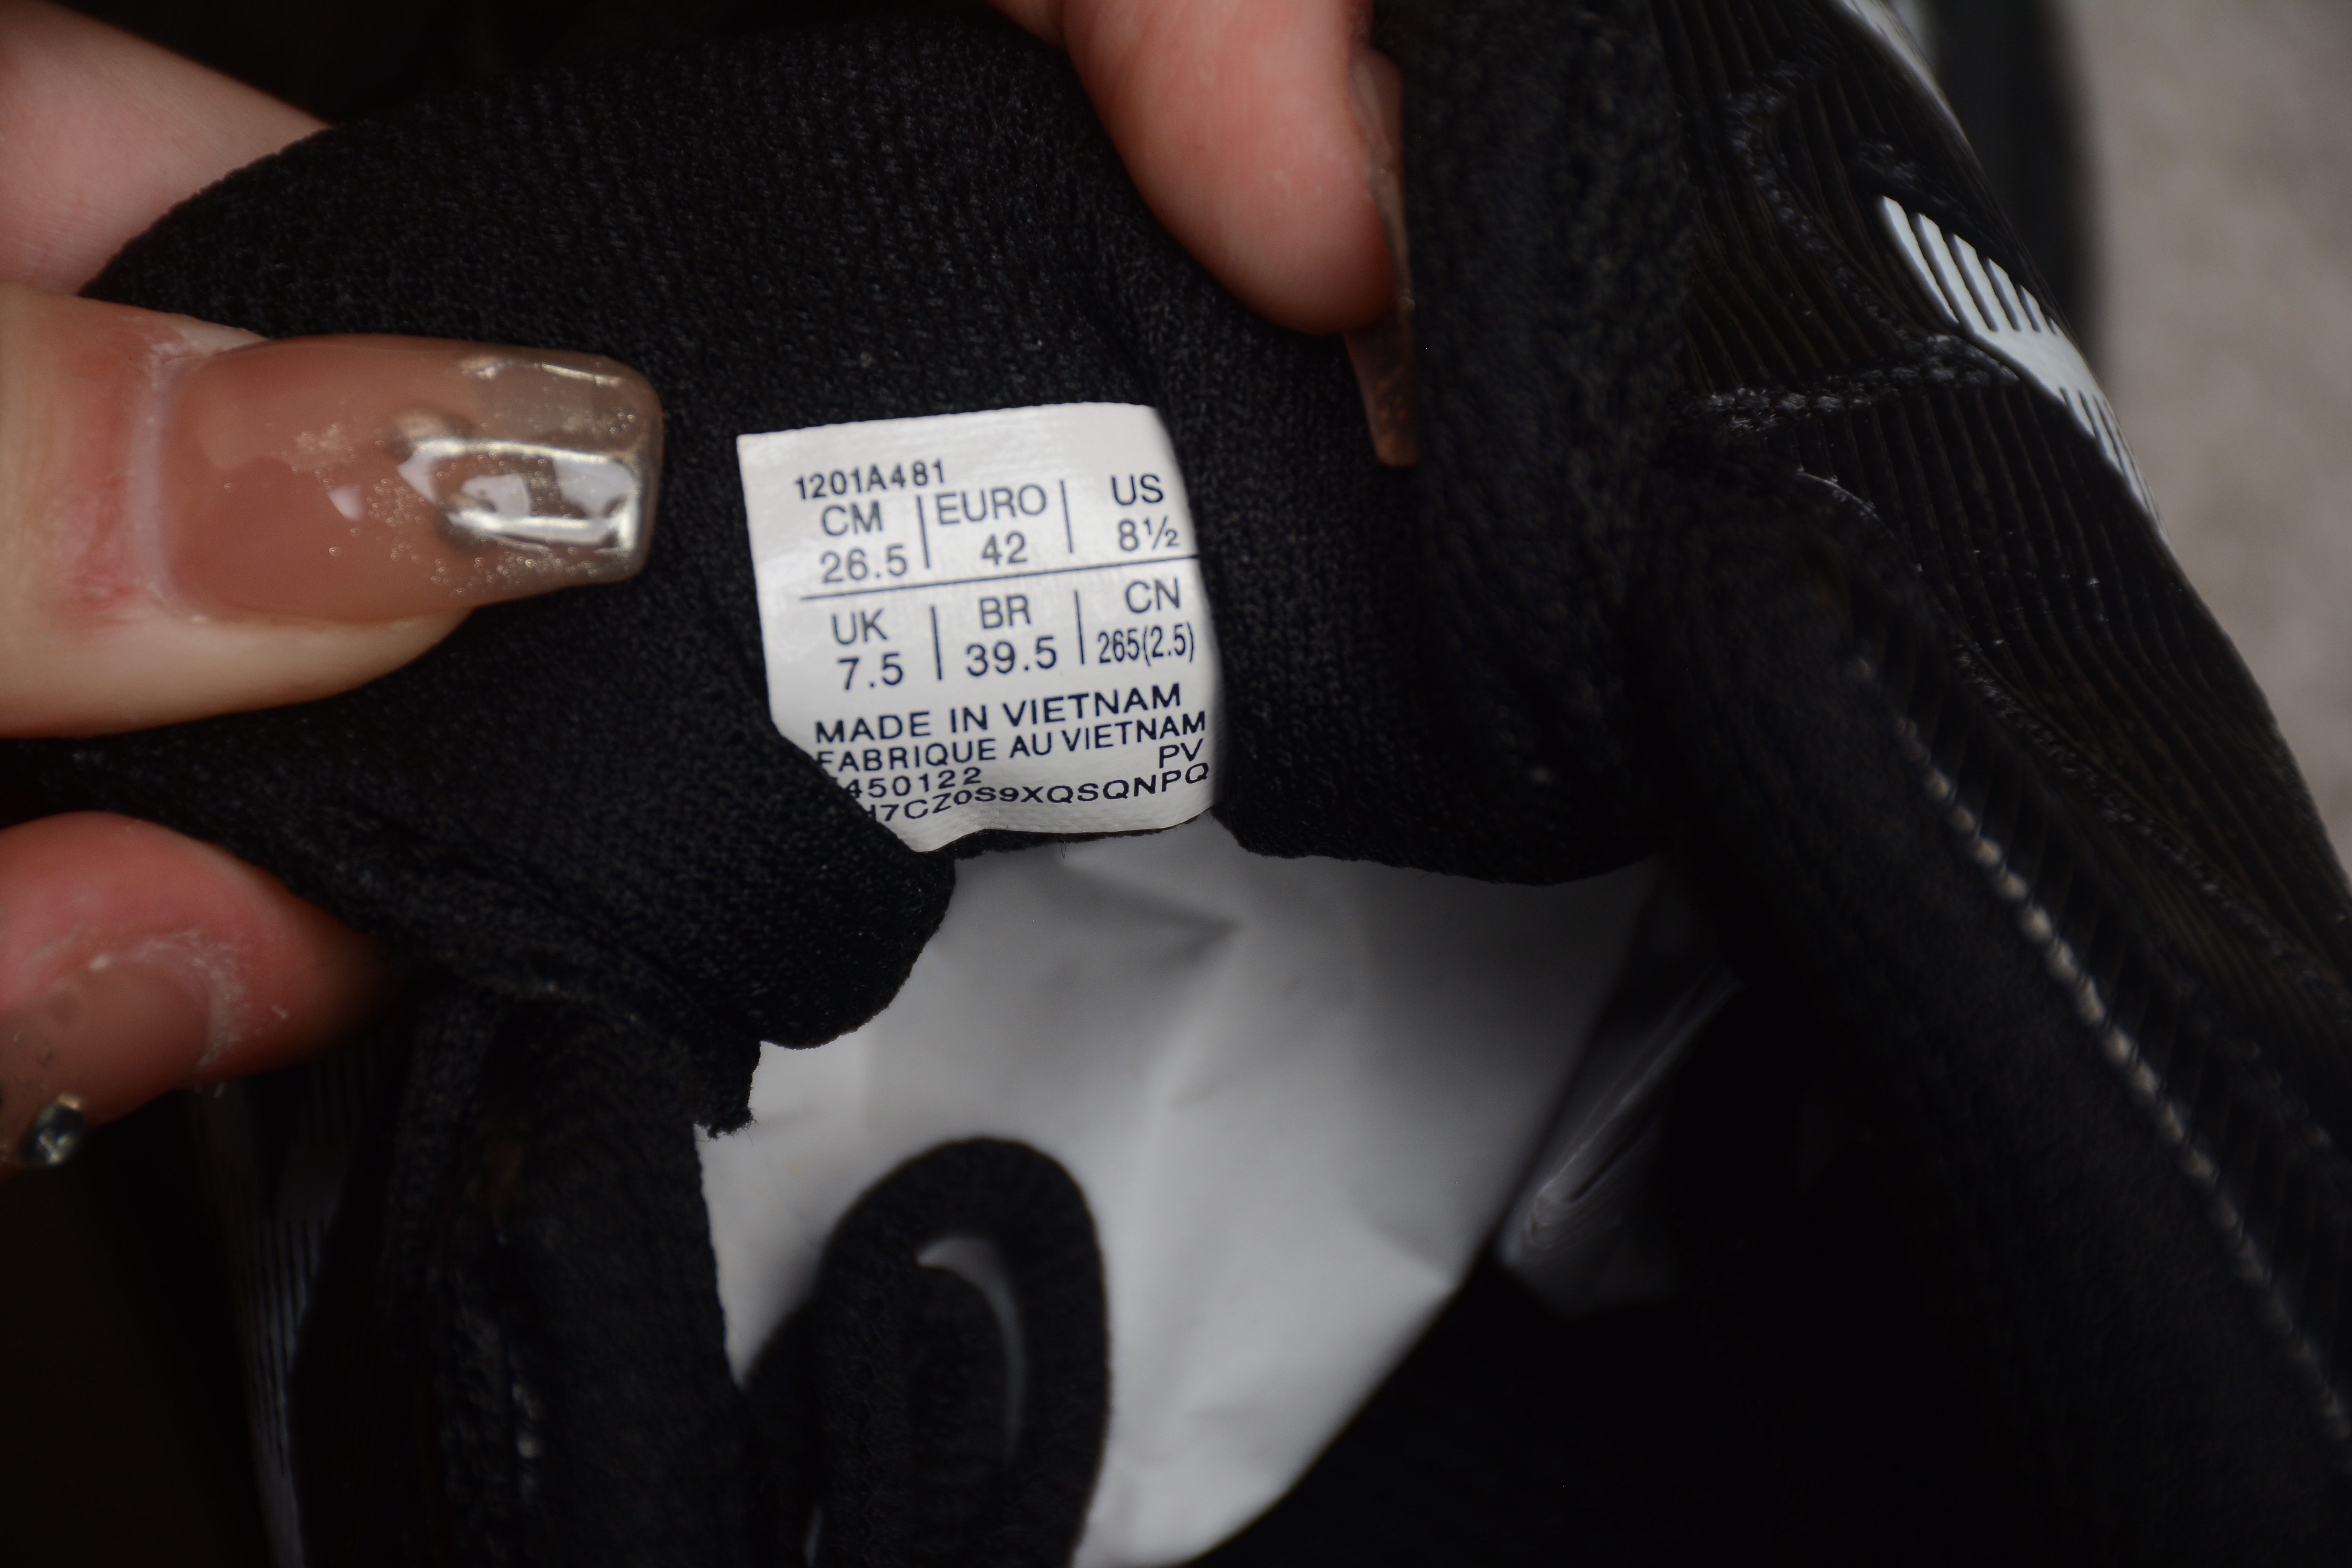 1201A481
CM EURO US
26.5 42 8½
UK BR CN
7.5 39.5 265(2.5)
MADE IN VIETNAM
FABRIQUE AU VIETNAM
PV
450122
7CZ0S9XQSQNPQ